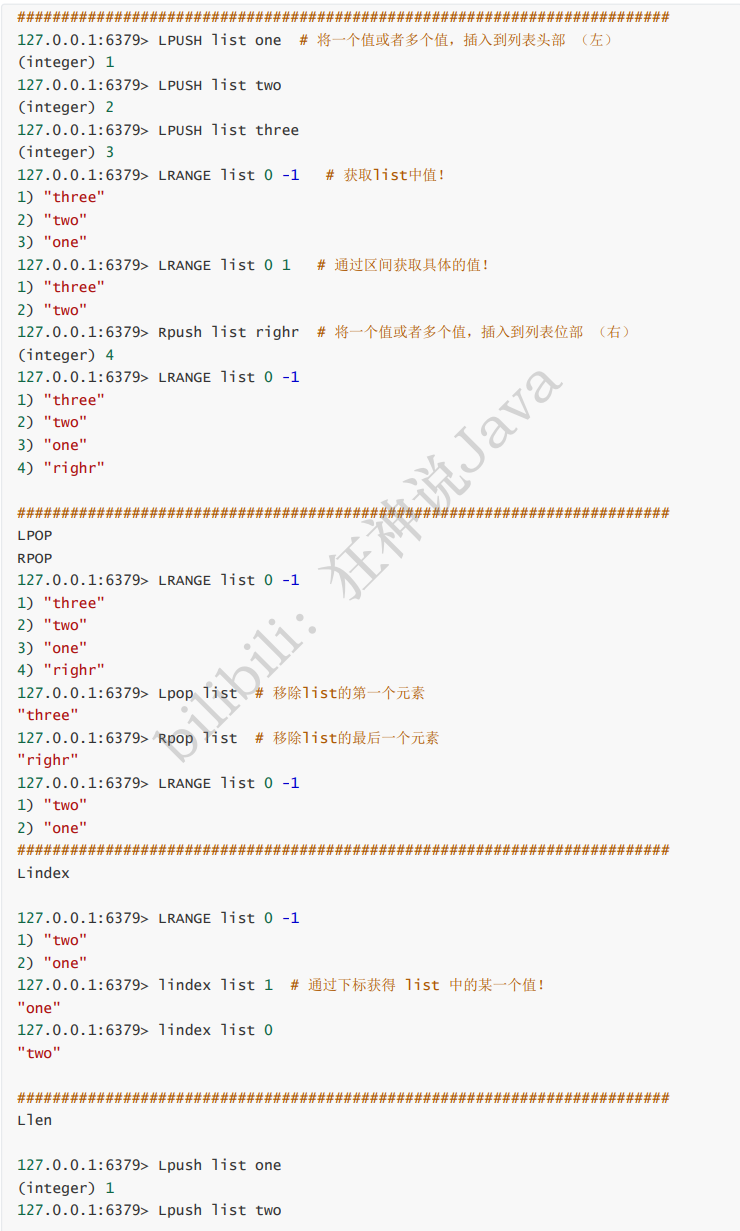 ##########################################################################
127.0.0.1:6379> LPUSH list one  # 将一个值或者多个值，插入到列表头部 （左）
(integer) 1
127.0.0.1:6379> LPUSH list two
(integer) 2
127.0.0.1:6379> LPUSH list three
(integer) 3
127.0.0.1:6379> LRANGE list 0 -1   # 获取list中值！
1) "three"
2) "two"
3) "one"
127.0.0.1:6379> LRANGE list 0 1   # 通过区间获取具体的值！
1) "three"
2) "two"
127.0.0.1:6379> Rpush list righr  # 将一个值或者多个值，插入到列表位部 （右）
(integer) 4
127.0.0.1:6379> LRANGE list 0 -1
1) "three"
2) "two"
3) "one"
4) "righr"
##########################################################################
LPOP
RPOP
127.0.0.1:6379> LRANGE list 0 -1
1) "three"
2) "two"
3) "one"
4) "righr"
127.0.0.1:6379> Lpop list  # 移除list的第一个元素
"three"
127.0.0.1:6379> Rpop list  # 移除list的最后一个元素
"righr"
127.0.0.1:6379> LRANGE list 0 -1
1) "two"
2) "one"
##########################################################################
Lindex
127.0.0.1:6379> LRANGE list 0 -1
1) "two"
2) "one"
127.0.0.1:6379> lindex list 1  # 通过下标获得 list 中的某一个值！
"one"
127.0.0.1:6379> lindex list 0
"two"
##########################################################################
Llen
127.0.0.1:6379> Lpush list one
(integer) 1
127.0.0.1:6379> Lpush list two
bilibili：狂神说Java